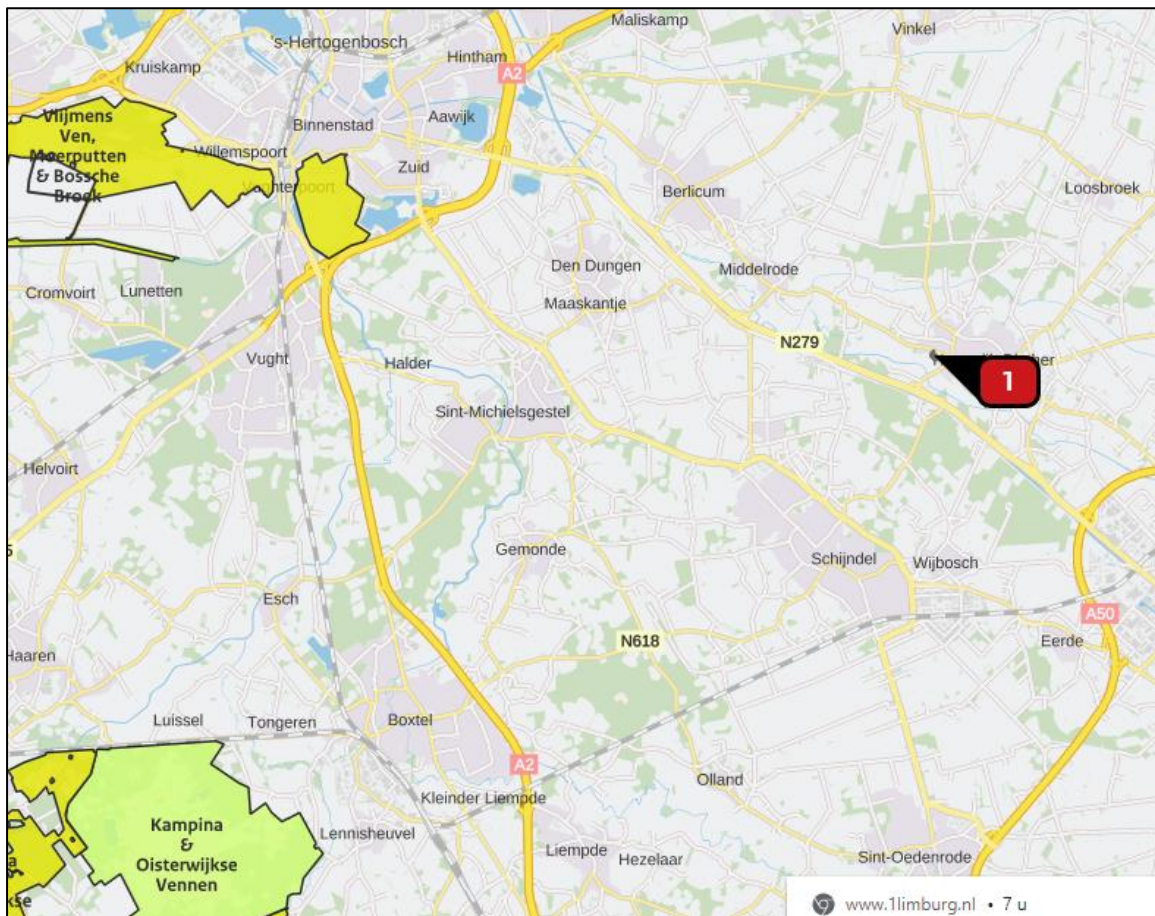 Maliskamp
Vinkel
's-Hertogenbosch
Hintham
Kruiskamp
A2
Vlijmens
Ven,
Moerputten
& Bossche
Broek
Binnenstad
Aawijk
Willemspoort
Zuid
Vughterpoort
Berlicum
Loosbroek
Den Dungen
Middelrode
Cromvoirt
Lunetten
Maaskantje
N279
Vught
Halder
1
Sint-Michielsgestel
Helvoirt
Gemonde
Schijndel
Wijbosch
Esch
A50
N618
Eerde
Haaren
Luissel
Tongeren
Boxtel
A2
Olland
Kleinder Liempde
Kampina
&
Oisterwijkse
Vennen
Lennisheuvel
Liempde
Hezelaar
Sint-Oedenrode
www.1limburg.nl • 7 u